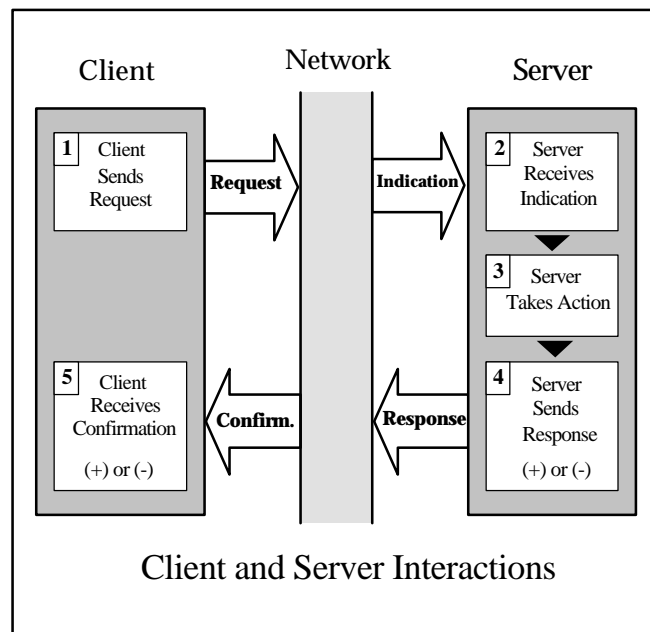 Client
Network
Server
1
Client
Sends
Request
Request
Indication
2
Server
Receives
Indication
3
Server
Takes Action
5
Client
Receives
Confirmation
(+) or (-)
Confirm.
Response
4
Server
Sends
Response
(+) or (-)
Client and Server Interactions